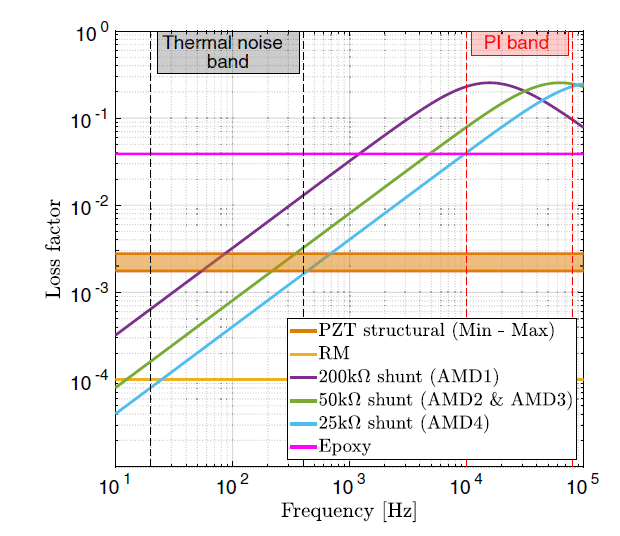 10^0
Thermal noise
band
PI band
10^-1
10^-2
Loss factor
10^-3
10^-4
PZT structural (Min - Max)
RM
200kΩ shunt (AMD1)
50kΩ shunt (AMD2 & AMD3)
25kΩ shunt (AMD4)
Epoxy
10^1 10^2 10^3 10^4 10^5
Frequency [Hz]